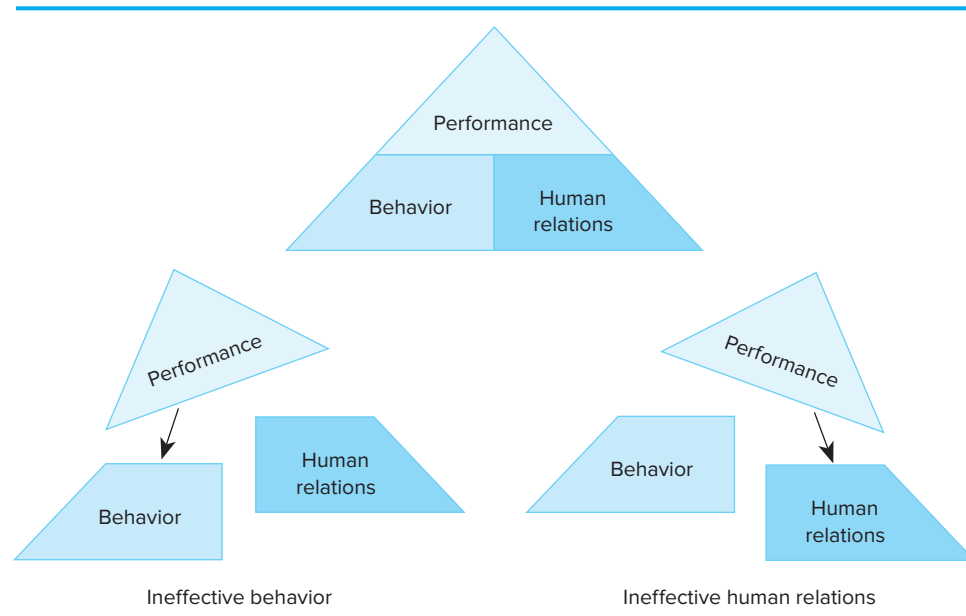 Performance
Behavior
Human
relations
Performance
Performance
Human
relations
Behavior
Behavior
Human
relations
Ineffective behavior
Ineffective human relations